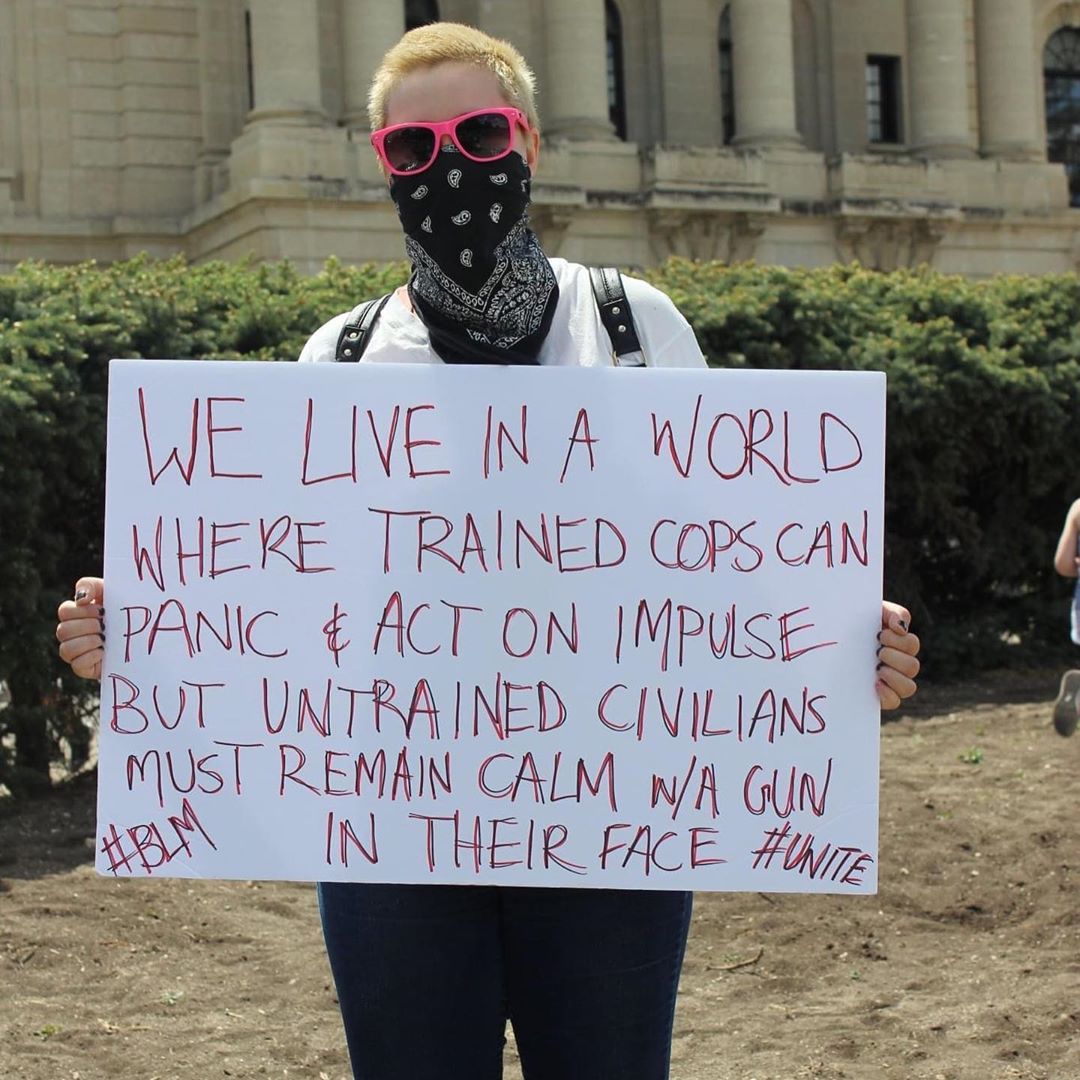 WE LIVE IN A WORLD
WHERE TRAINED COPS CAN
PANIC & ACT ON IMPULSE
BUT UNTRAINED CIVILIANS
MUST REMAIN CALM W/A GUN
IN THEIR FACE
#BLM
#UNITE